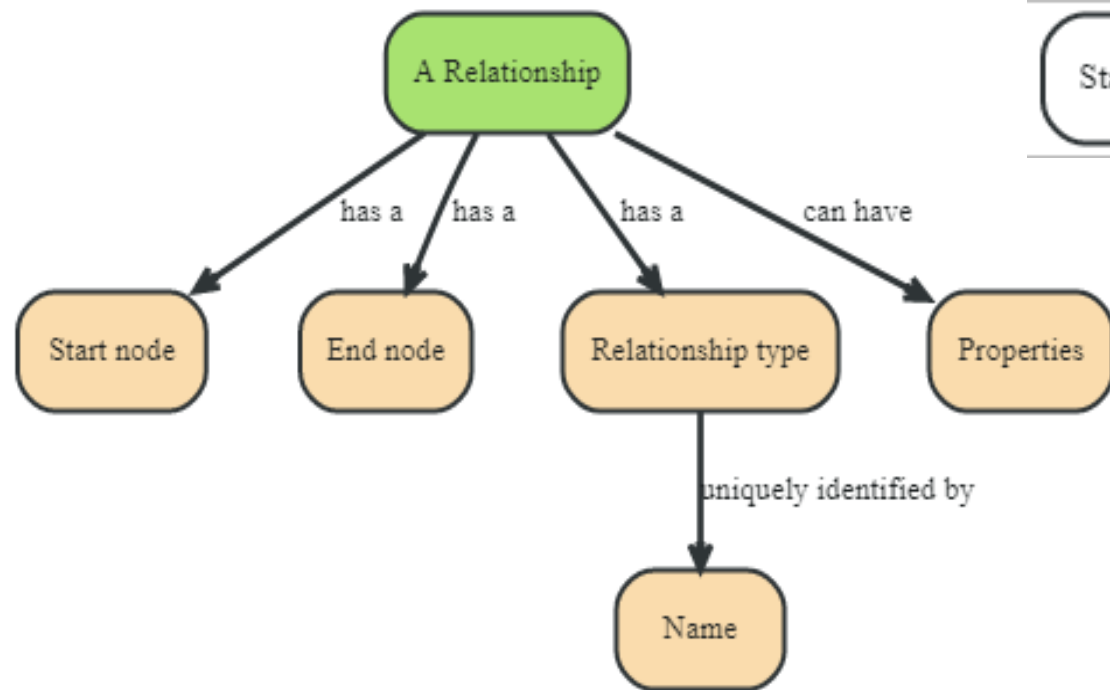 A Relationship
has a
has a
has a
can have
Start node
End node
Relationship type
Properties
uniquely identified by
Name